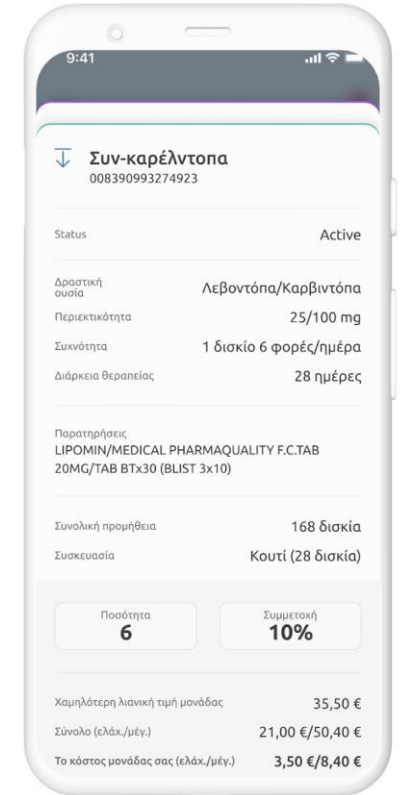 9:41
Συν-καρέλντοπα
008390993274923
Status Active
Δραστική
ουσία
Λεβοντόπα/Καρβιντόπα
Περιεκτικότητα 25/100 mg
Συχνότητα 1 δισκίο 6 φορές/ημέρα
Διάρκεια θεραπείας 28 ημέρες
Παρατηρήσεις
LIPOMIN/MEDICAL PHARMAQUALITY F.C.TAB
20MG/TAB BTx30 (BLIST 3x10)
Συνολική προμήθεια 168 δισκία
Συσκευασία Κουτί (28 δισκία)
Ποσότητα Συμμετοχή
6 10%
Χαμηλότερη λιανική τιμή μονάδας 35,50 €
Σύνολο (ελάχ./μέγ.) 21,00 €/50,40 €
Το κόστος μονάδας σας (ελάχ./μέγ.) 3,50 €/8,40 €